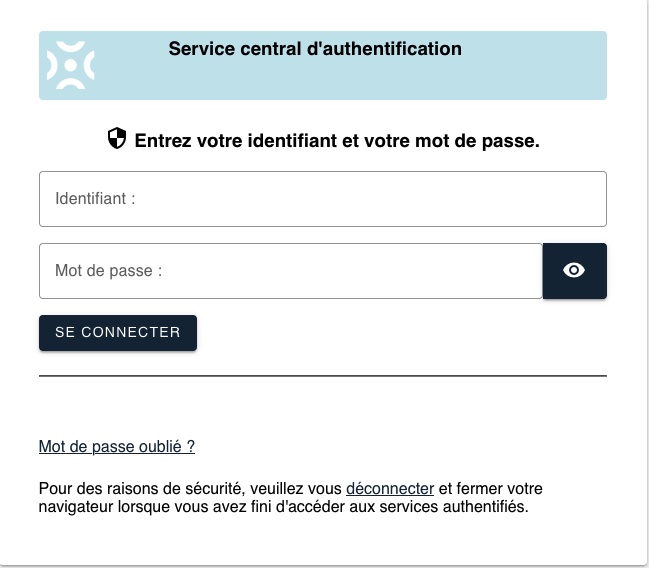 Service central d'authentification
Entrez votre identifiant et votre mot de passe.
Identifiant :
Mot de passe :
SE CONNECTER
Mot de passe oublié ?
Pour des raisons de sécurité, veuillez vous déconnecter et fermer votre
navigateur lorsque vous avez fini d'accéder aux services authentifiés.